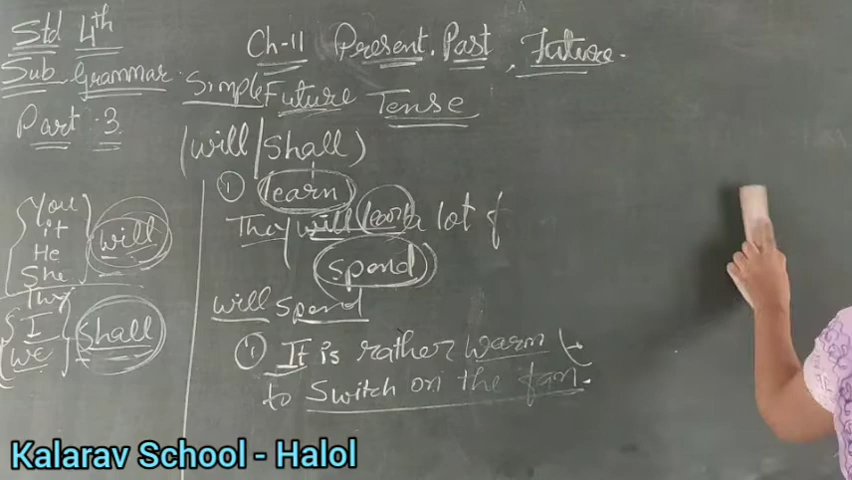 Std 4th
Sub. Grammar.
Part 3
Ch-11 Present. Past, Future.
Simple Future Tense
(will/shall)
You
it
He
She
They
will
I
we
shall
① learn
They will learn a lot of
(spend)
will spend
① It is rather warm
to switch on the fan.
Kalarav School - Halol